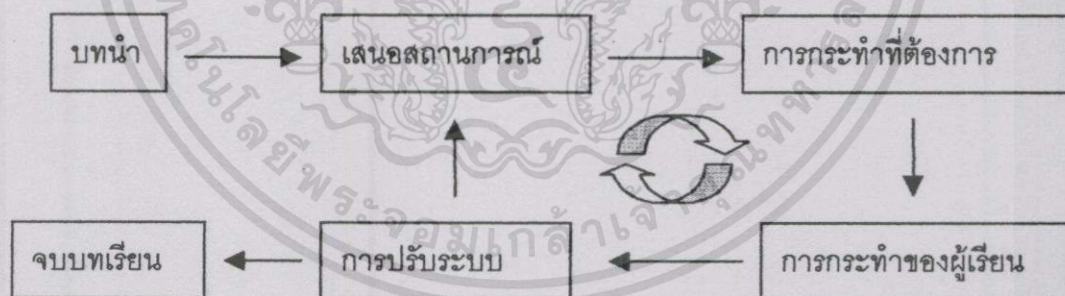 บทนำ
เสนอสถานการณ์
การกระทำที่ต้องการ
จบบทเรียน
การปรับระบบ
การกระทำของผู้เรียน